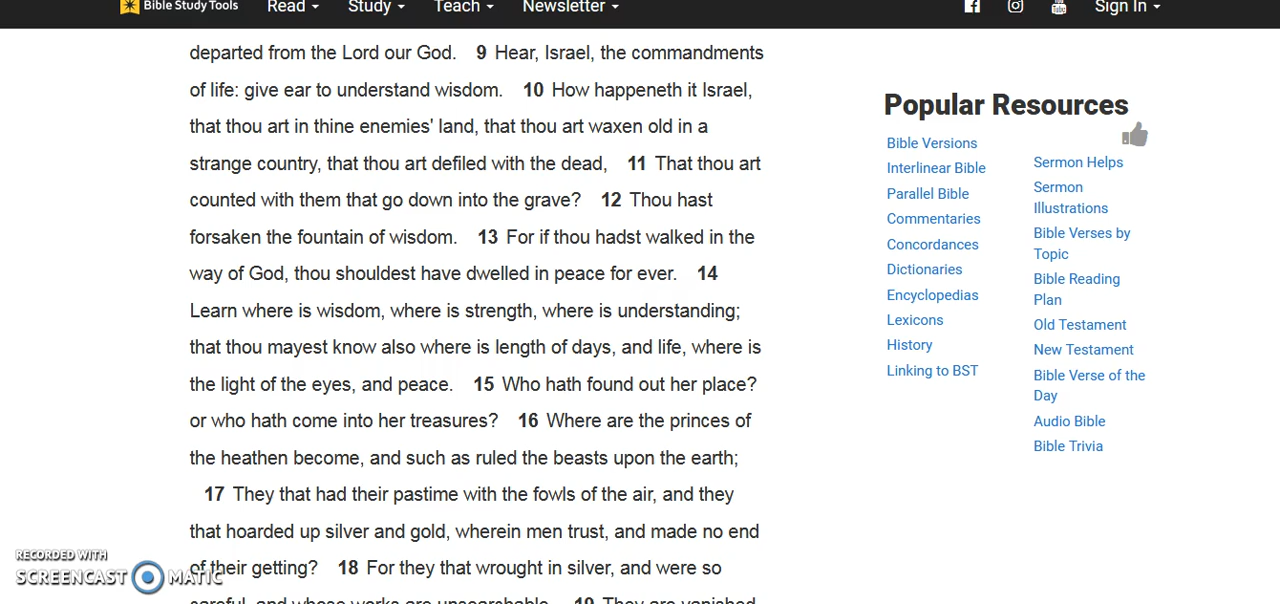 Bible Study Tools
Read
Study
Teach
Newsletter
Sign In
departed from the Lord our God. 9 Hear, Israel, the commandments
of life: give ear to understand wisdom. 10 How happeneth it Israel,
that thou art in thine enemies' land, that thou art waxen old in a
strange country, that thou art defiled with the dead, 11 That thou art
counted with them that go down into the grave? 12 Thou hast
forsaken the fountain of wisdom. 13 For if thou hadst walked in the
way of God, thou shouldest have dwelled in peace for ever. 14
Learn where is wisdom, where is strength, where is understanding;
that thou mayest know also where is length of days, and life, where is
the light of the eyes, and peace. 15 Who hath found out her place?
or who hath come into her treasures? 16 Where are the princes of
the heathen become, and such as ruled the beasts upon the earth;
17 They that had their pastime with the fowls of the air, and they
that hoarded up silver and gold, wherein men trust, and made no end
of their getting? 18 For they that wrought in silver, and were so
careful, and whose works are unsearchable, 19 They are vanished
Popular Resources
Bible Versions
Interlinear Bible
Parallel Bible
Commentaries
Concordances
Dictionaries
Encyclopedias
Lexicons
History
Linking to BST
Sermon Helps
Sermon
Illustrations
Bible Verses by
Topic
Bible Reading
Plan
Old Testament
New Testament
Bible Verse of the
Day
Audio Bible
Bible Trivia
RECORDED WITH
SCREENCAST MATIC